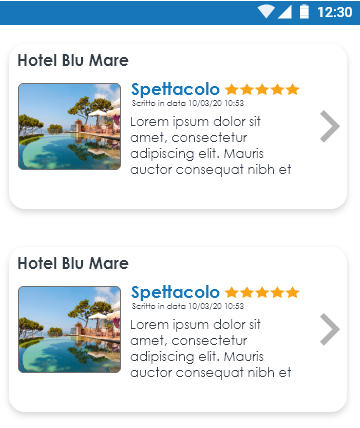 12:30
Hotel Blu Mare
Spettacolo
Scritto in data 10/03/20 10:53
Lorem ipsum dolor sit
amet, consectetur
adipiscing elit. Mauris
auctor consequat nibh et
Hotel Blu Mare
Spettacolo
Scritto in data 10/03/20 10:53
Lorem ipsum dolor sit
amet, consectetur
adipiscing elit. Mauris
auctor consequat nibh et